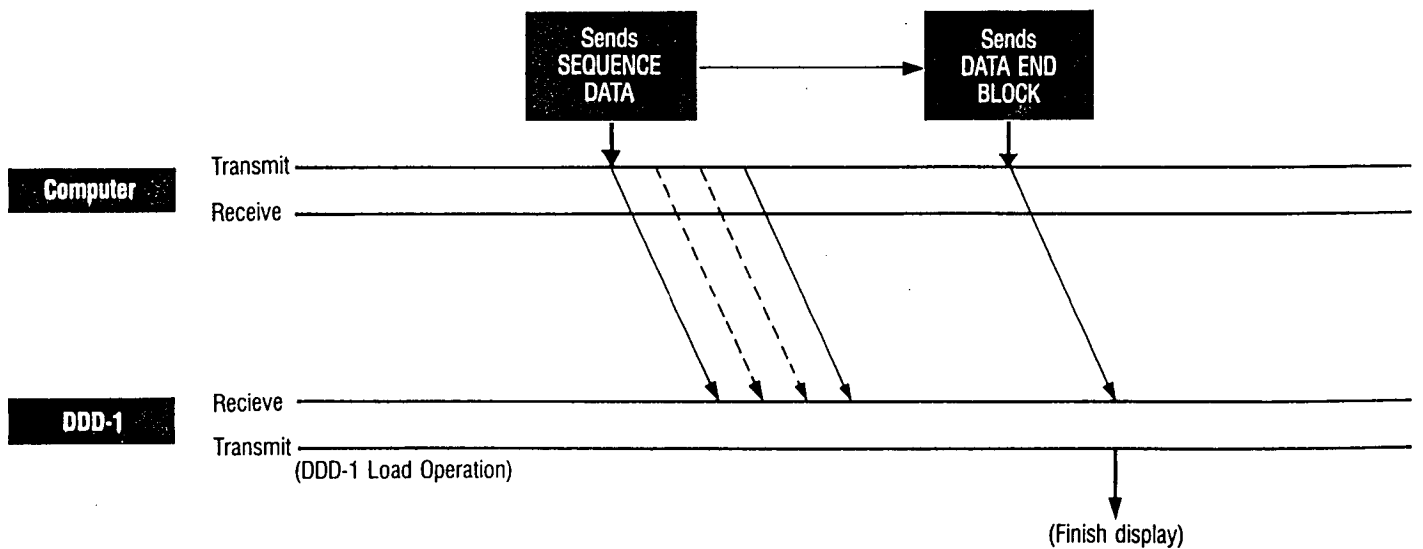 Sends
SEQUENCE
DATA
Sends
DATA END
BLOCK
Computer
Transmit
Receive
DDD-1
Recieve
Transmit
(DDD-1 Load Operation)
(Finish display)